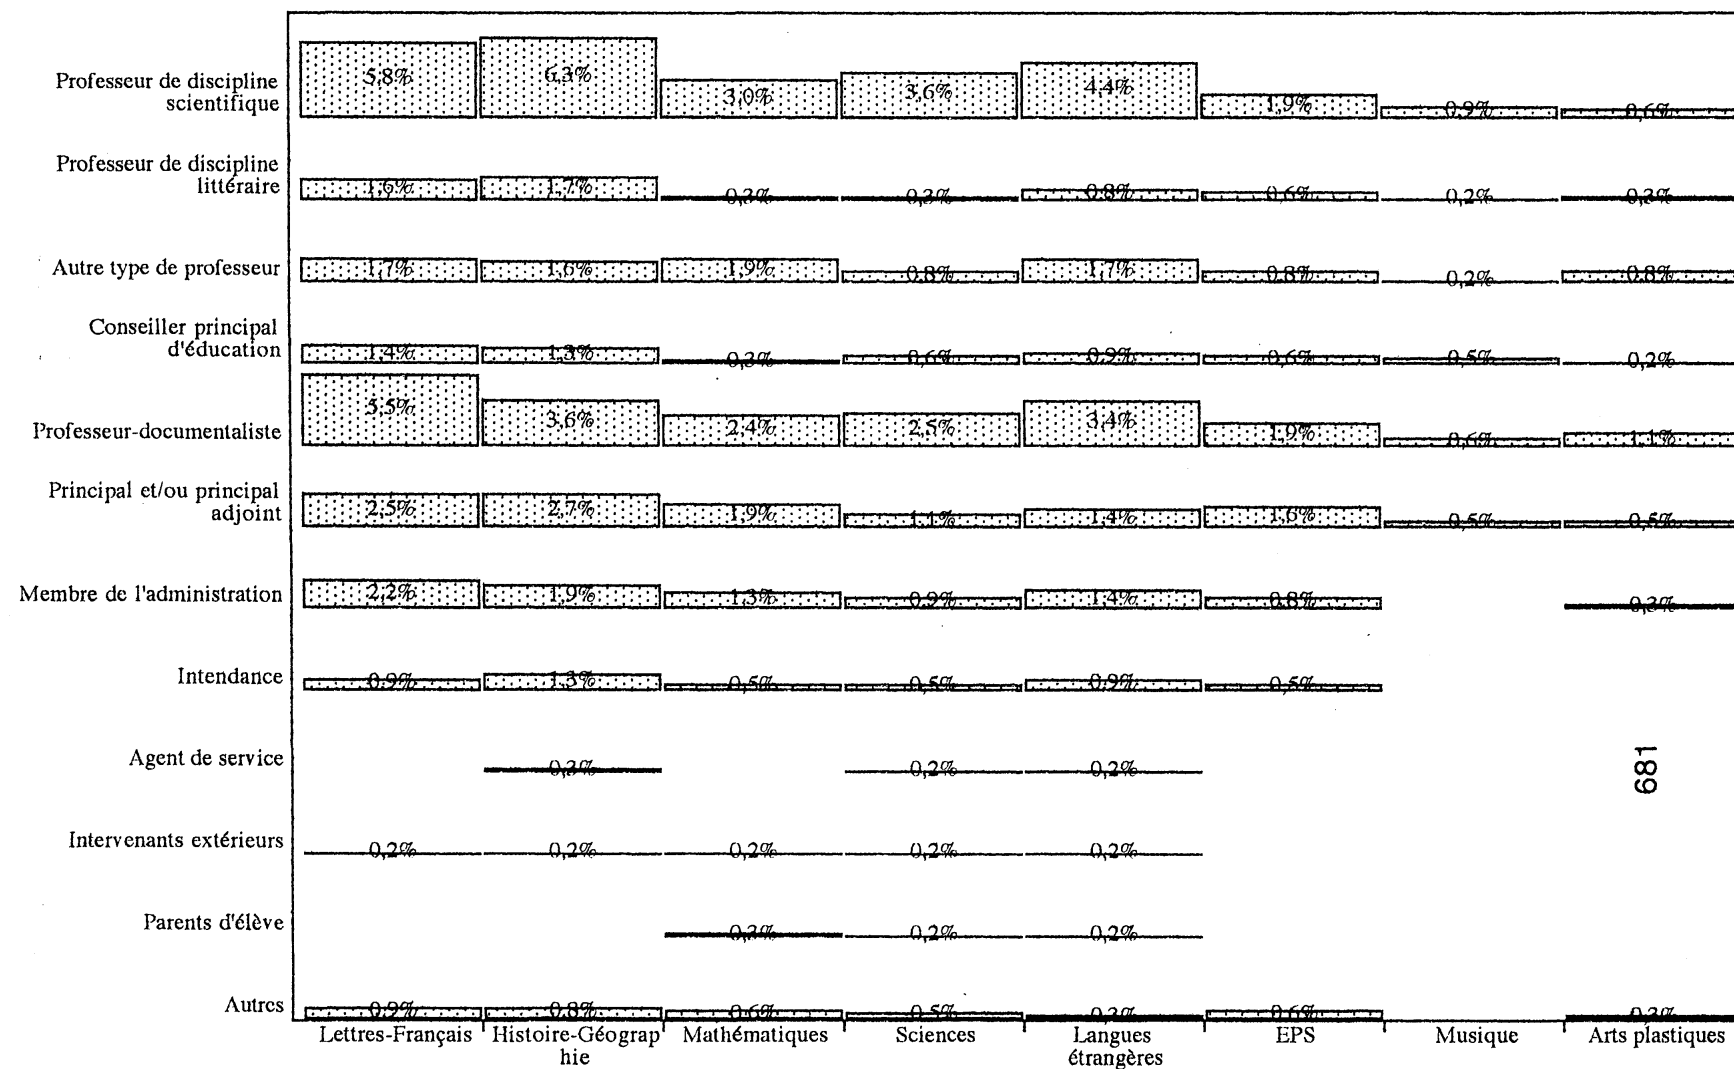 Professeur de discipline
scientifique
5,8% 6,3% 3,0% 3,6% 4,4% 1,9% 0,9% 0,6%
Professeur de discipline
littéraire
1,6% 1,7% 0,3% 0,3% 0,8% 0,6% 0,2% 0,3%
Autre type de professeur
1,7% 1,6% 1,9% 0,8% 1,7% 0,8% 0,2% 0,8%
Conseiller principal
d'éducation
1,4% 1,3% 0,3% 0,6% 0,9% 0,6% 0,5% 0,2%
Professeur-documentaliste
5,5% 3,6% 2,4% 2,5% 3,4% 1,9% 0,6% 1,1%
Principal et/ou principal
adjoint
2,5% 2,7% 1,9% 1,1% 1,4% 1,6% 0,5% 0,5%
Membre de l'administration
2,2% 1,9% 1,3% 0,9% 1,4% 0,8% 0,3%
Intendance
0,9% 1,3% 0,5% 0,5% 0,9% 0,5%
Agent de service
0,3% 0,2% 0,2%
681
Intervenants extérieurs
0,2% 0,2% 0,2% 0,2% 0,2%
Parents d'élève
0,3% 0,2% 0,2%
Autres
0,9% 0,8% 0,6% 0,5% 0,3% 0,6% 0,3%
Lettres-Français Histoire-Géograp Mathématiques Sciences Langues EPS Musique Arts plastiques
hie étrangères